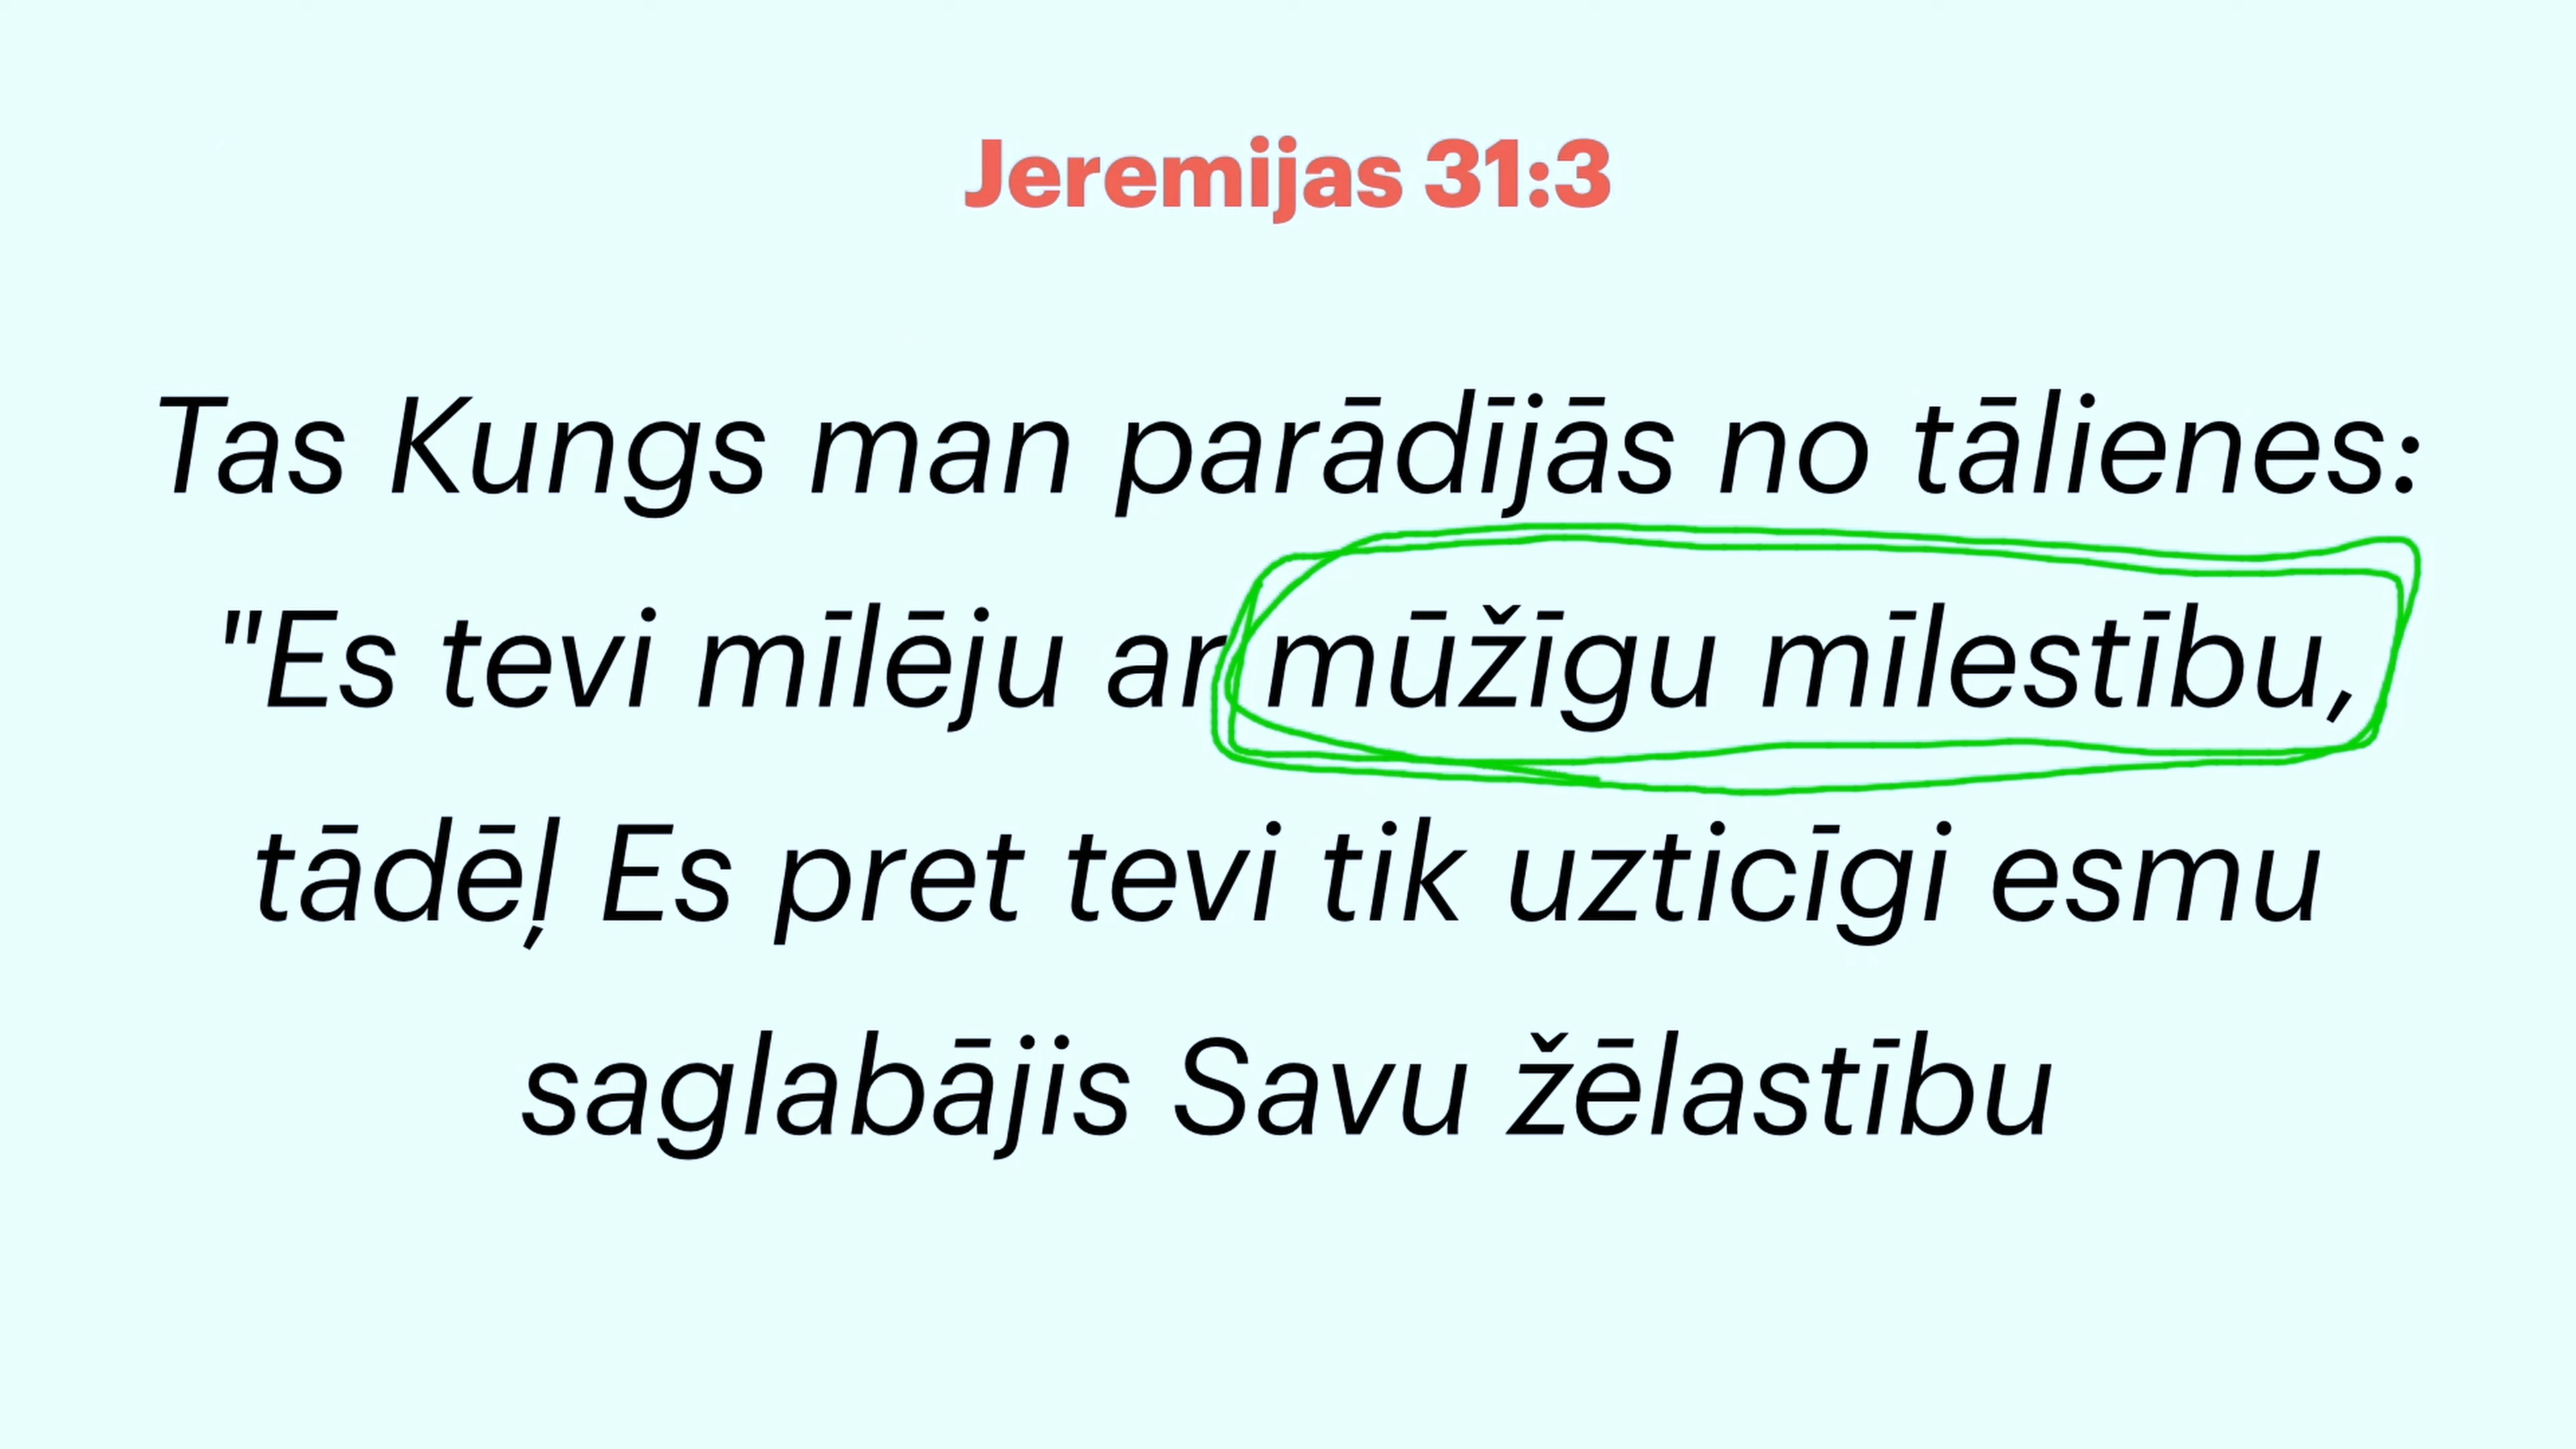 Jeremijas 31:3
Tas Kungs man parādījās no tālienes:
"Es tevi mīlēju ar mūžīgu mīlestību,
tādēļ Es pret tevi tik uzticīgi esmu
saglabājis Savu žēlastību